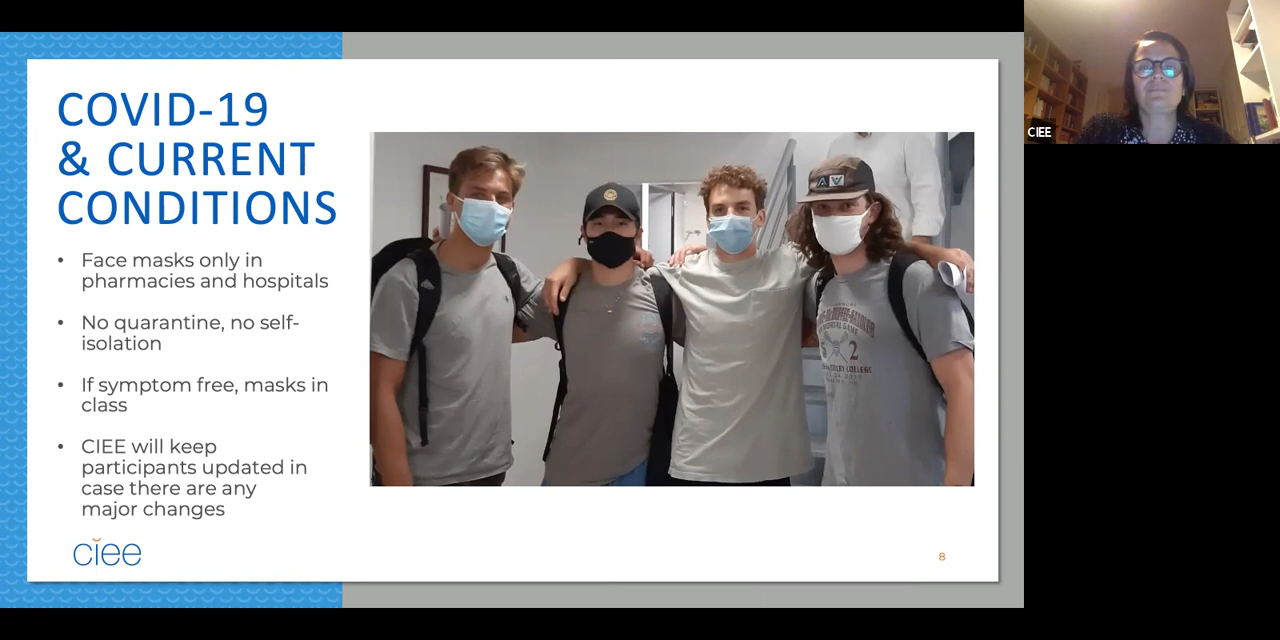 COVID-19
& CURRENT
CONDITIONS
• Face masks only in
pharmacies and hospitals
• No quarantine, no self-
isolation
• If symptom free, masks in
class
• CIEE will keep
participants updated in
case there are any
major changes
ciee
8
CIEE